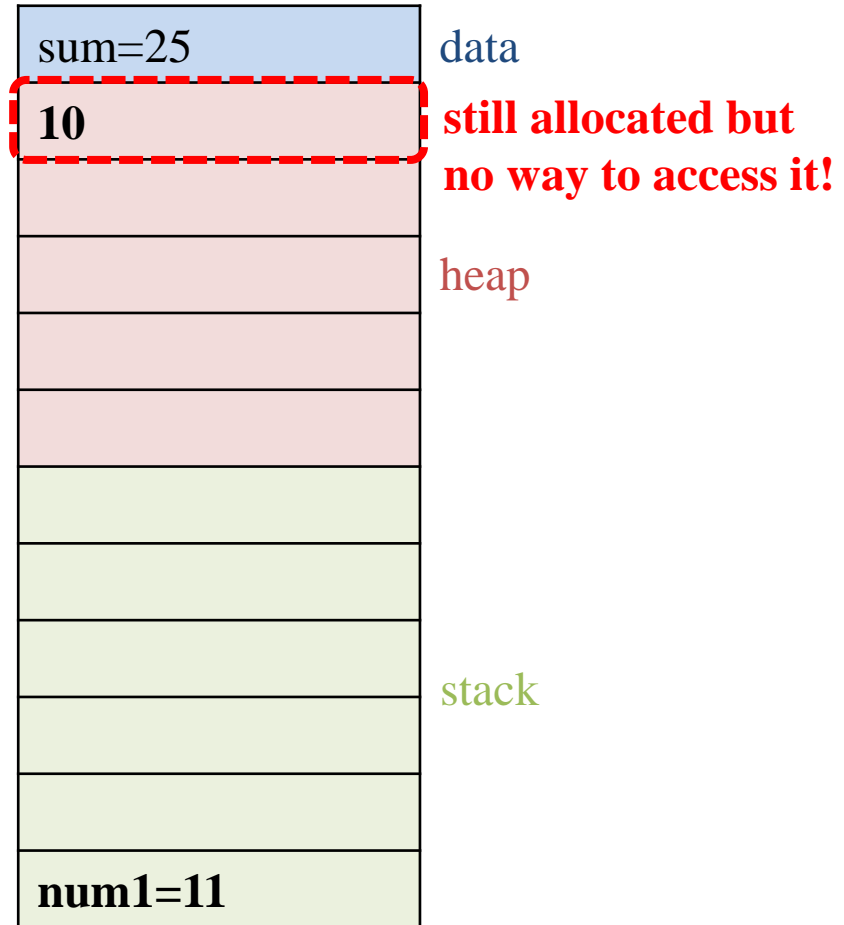 sum=25
data
10
still allocated but
no way to access it!
heap
stack
num1=11